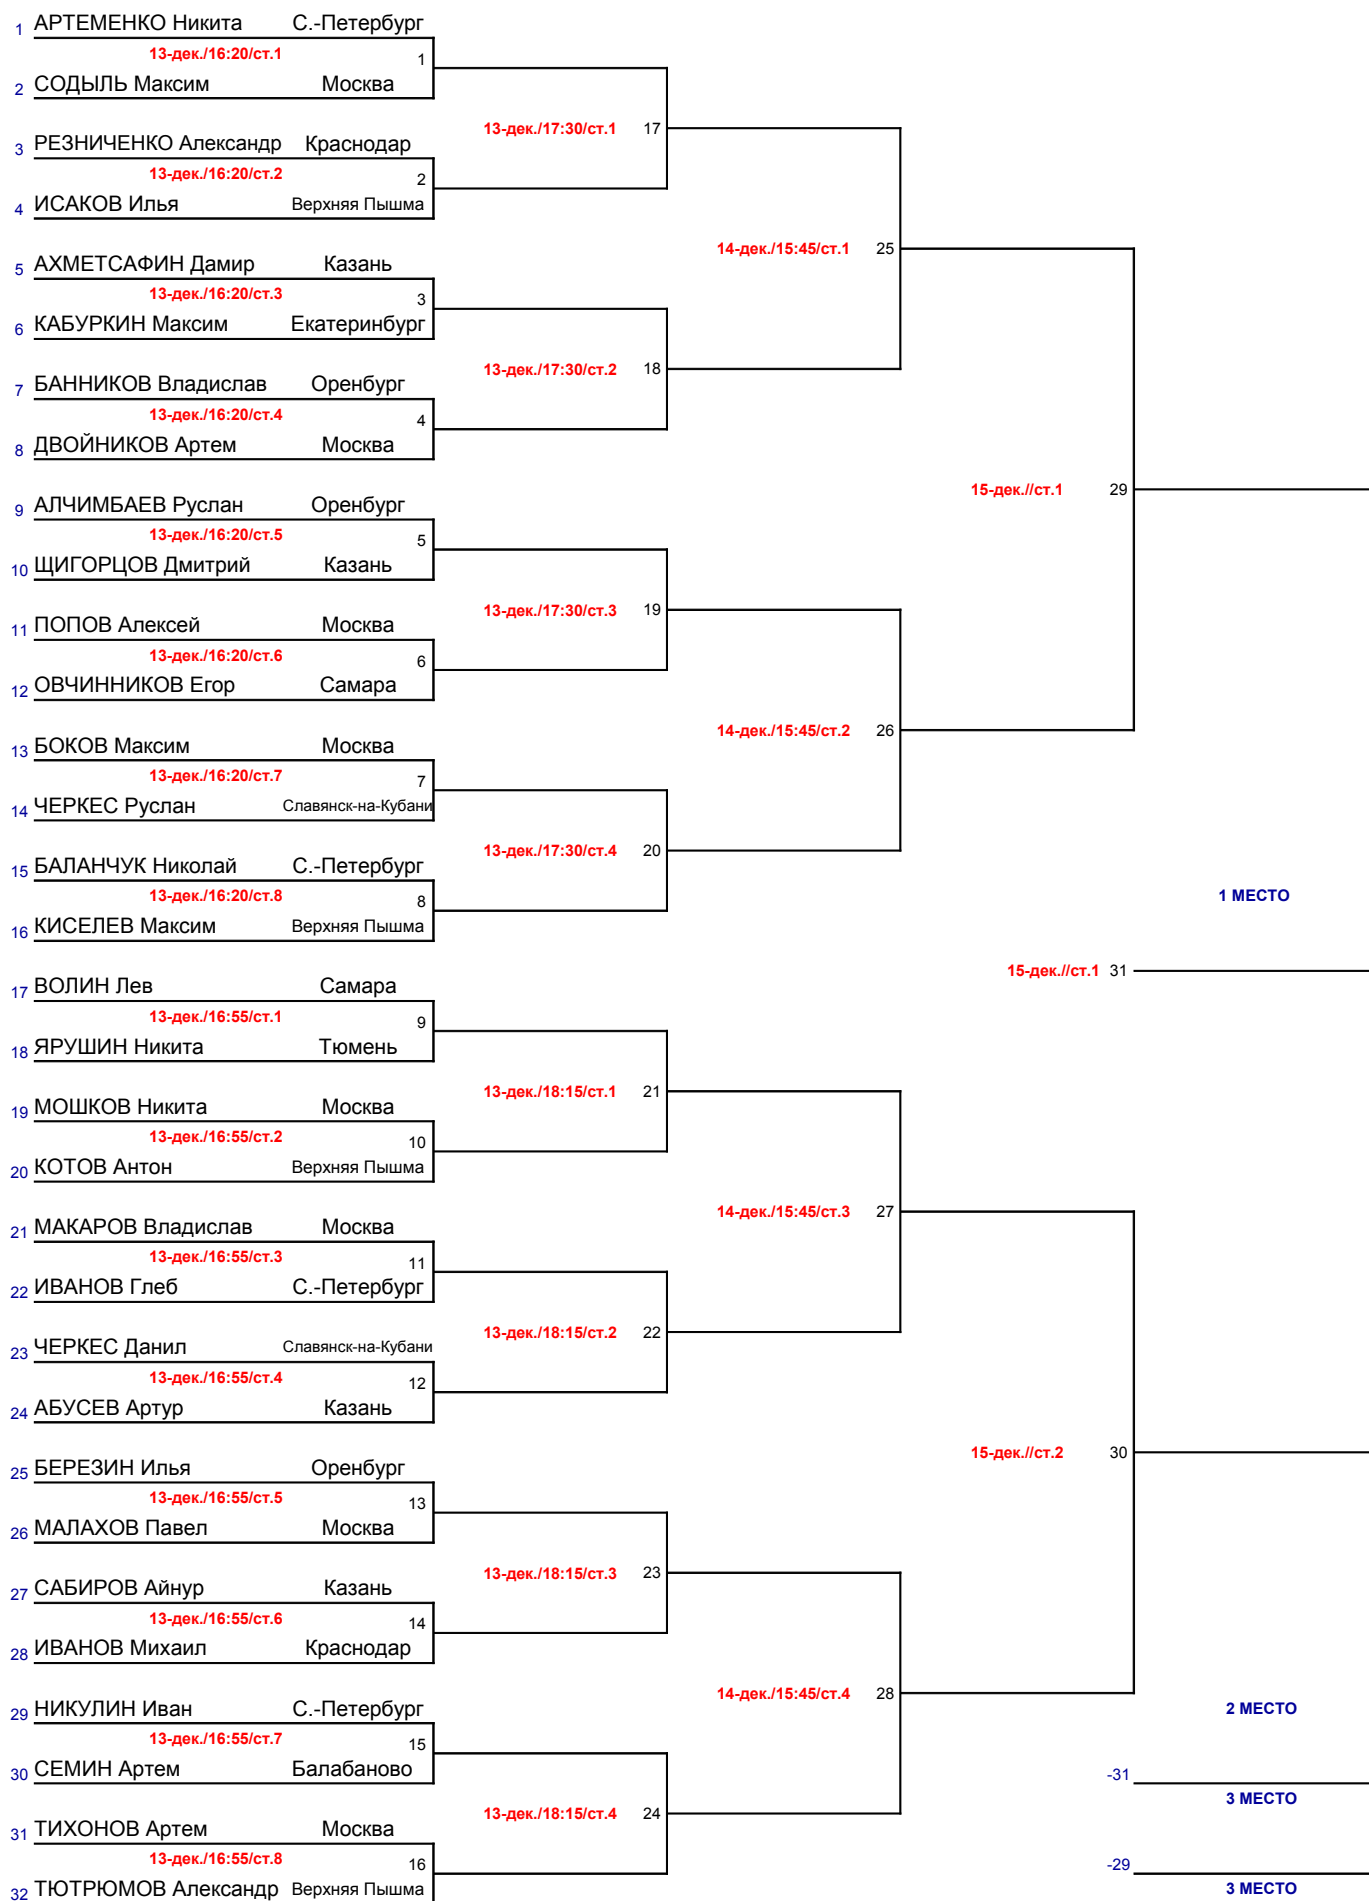 1 АРТЕМЕНКО Никита С.-Петербург
13-дек./16:20/ст.1 1
2 СОДЫЛЬ Максим Москва
13-дек./17:30/ст.1 17
3 РЕЗНИЧЕНКО Александр Краснодар
13-дек./16:20/ст.2 2
4 ИСАКОВ Илья Верхняя Пышма
14-дек./15:45/ст.1 25
5 АХМЕТСАФИН Дамир Казань
13-дек./16:20/ст.3 3
6 КАБУРКИН Максим Екатеринбург
13-дек./17:30/ст.2 18
7 БАННИКОВ Владислав Оренбург
13-дек./16:20/ст.4 4
8 ДВОЙНИКОВ Артем Москва
15-дек.//ст.1 29
9 АЛЧИМБАЕВ Руслан Оренбург
13-дек./16:20/ст.5 5
10 ЩИГОРЦОВ Дмитрий Казань
13-дек./17:30/ст.3 19
11 ПОПОВ Алексей Москва
13-дек./16:20/ст.6 6
12 ОВЧИННИКОВ Егор Самара
14-дек./15:45/ст.2 26
13 БОКОВ Максим Москва
13-дек./16:20/ст.7 7
14 ЧЕРКЕС Руслан Славянск-на-Кубани
13-дек./17:30/ст.4 20
15 БАЛАНЧУК Николай С.-Петербург
13-дек./16:20/ст.8 8
1 МЕСТО
16 КИСЕЛЕВ Максим Верхняя Пышма
15-дек.//ст.1 31
17 ВОЛИН Лев Самара
13-дек./16:55/ст.1 9
18 ЯРУШИН Никита Тюмень
13-дек./18:15/ст.1 21
19 МОШКОВ Никита Москва
13-дек./16:55/ст.2 10
20 КОТОВ Антон Верхняя Пышма
14-дек./15:45/ст.3 27
21 МАКАРОВ Владислав Москва
13-дек./16:55/ст.3 11
22 ИВАНОВ Глеб С.-Петербург
13-дек./18:15/ст.2 22
23 ЧЕРКЕС Данил Славянск-на-Кубани
13-дек./16:55/ст.4 12
24 АБУСЕВ Артур Казань
15-дек.//ст.2 30
25 БЕРЕЗИН Илья Оренбург
13-дек./16:55/ст.5 13
26 МАЛАХОВ Павел Москва
13-дек./18:15/ст.3 23
27 САБИРОВ Айнур Казань
13-дек./16:55/ст.6 14
28 ИВАНОВ Михаил Краснодар
14-дек./15:45/ст.4 28
29 НИКУЛИН Иван С.-Петербург
2 МЕСТО
13-дек./16:55/ст.7 15
30 СЕМИН Артем Балабаново
-31
3 МЕСТО
13-дек./18:15/ст.4 24
31 ТИХОНОВ Артем Москва
13-дек./16:55/ст.8 16
-29
32 ТЮТРЮМОВ Александр Верхняя Пышма
3 МЕСТО